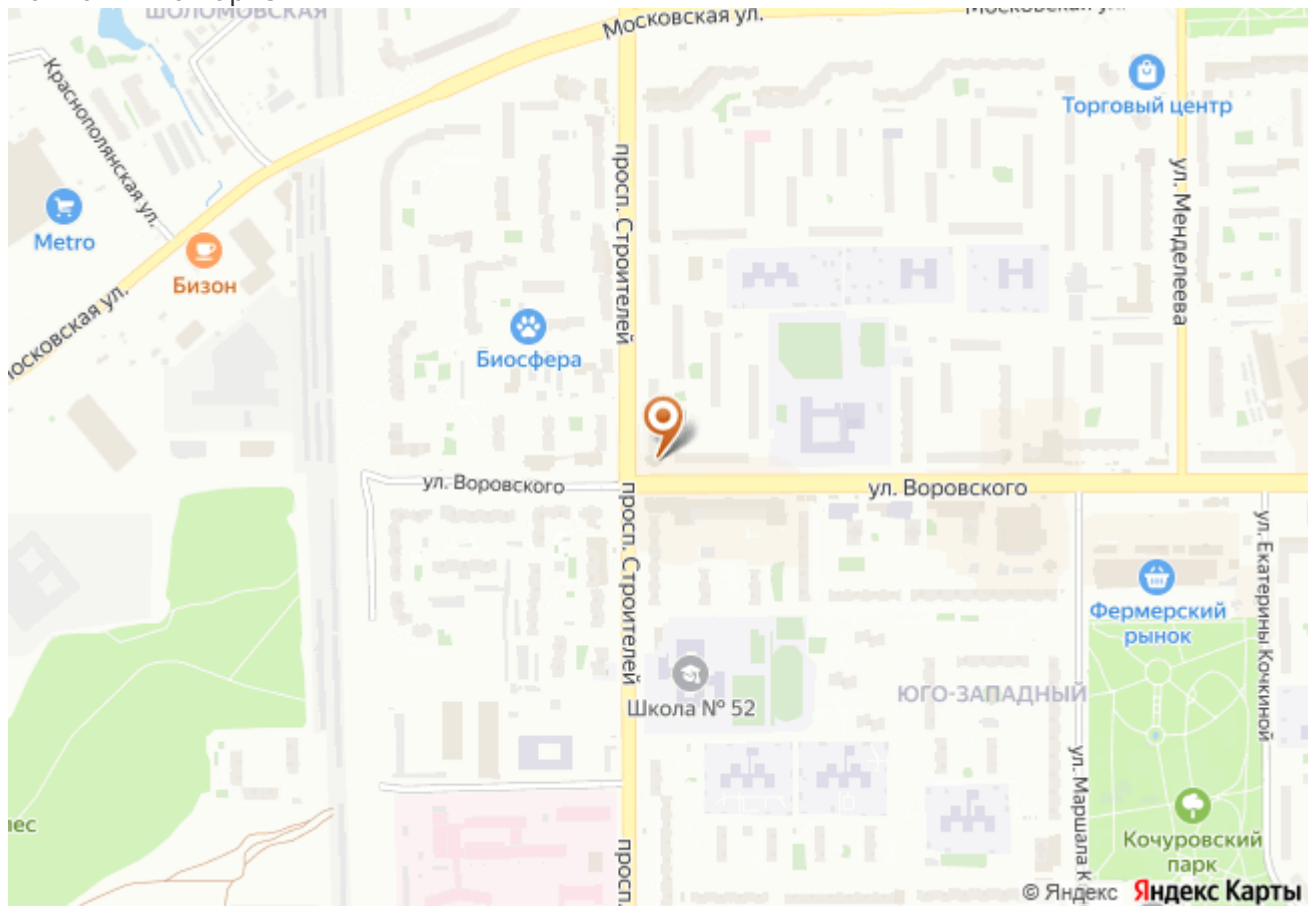 ШОЛОМОВСКАЯ
Московская ул.
Краснополянская ул.
Торговый центр
просп. Строителей
ул. Менделеева
Metro
Бизон
Московская ул.
Биосфера
ул. Воровского
ул. Воровского
просп. Строителей
ул. Екатерины Кочкиной
Фермерский
рынок
Школа № 52
ЮГО-ЗАПАДНЫЙ
ул. Маршала К
Кочуровский
парк
лес
просп.
© Яндекс Яндекс Карты